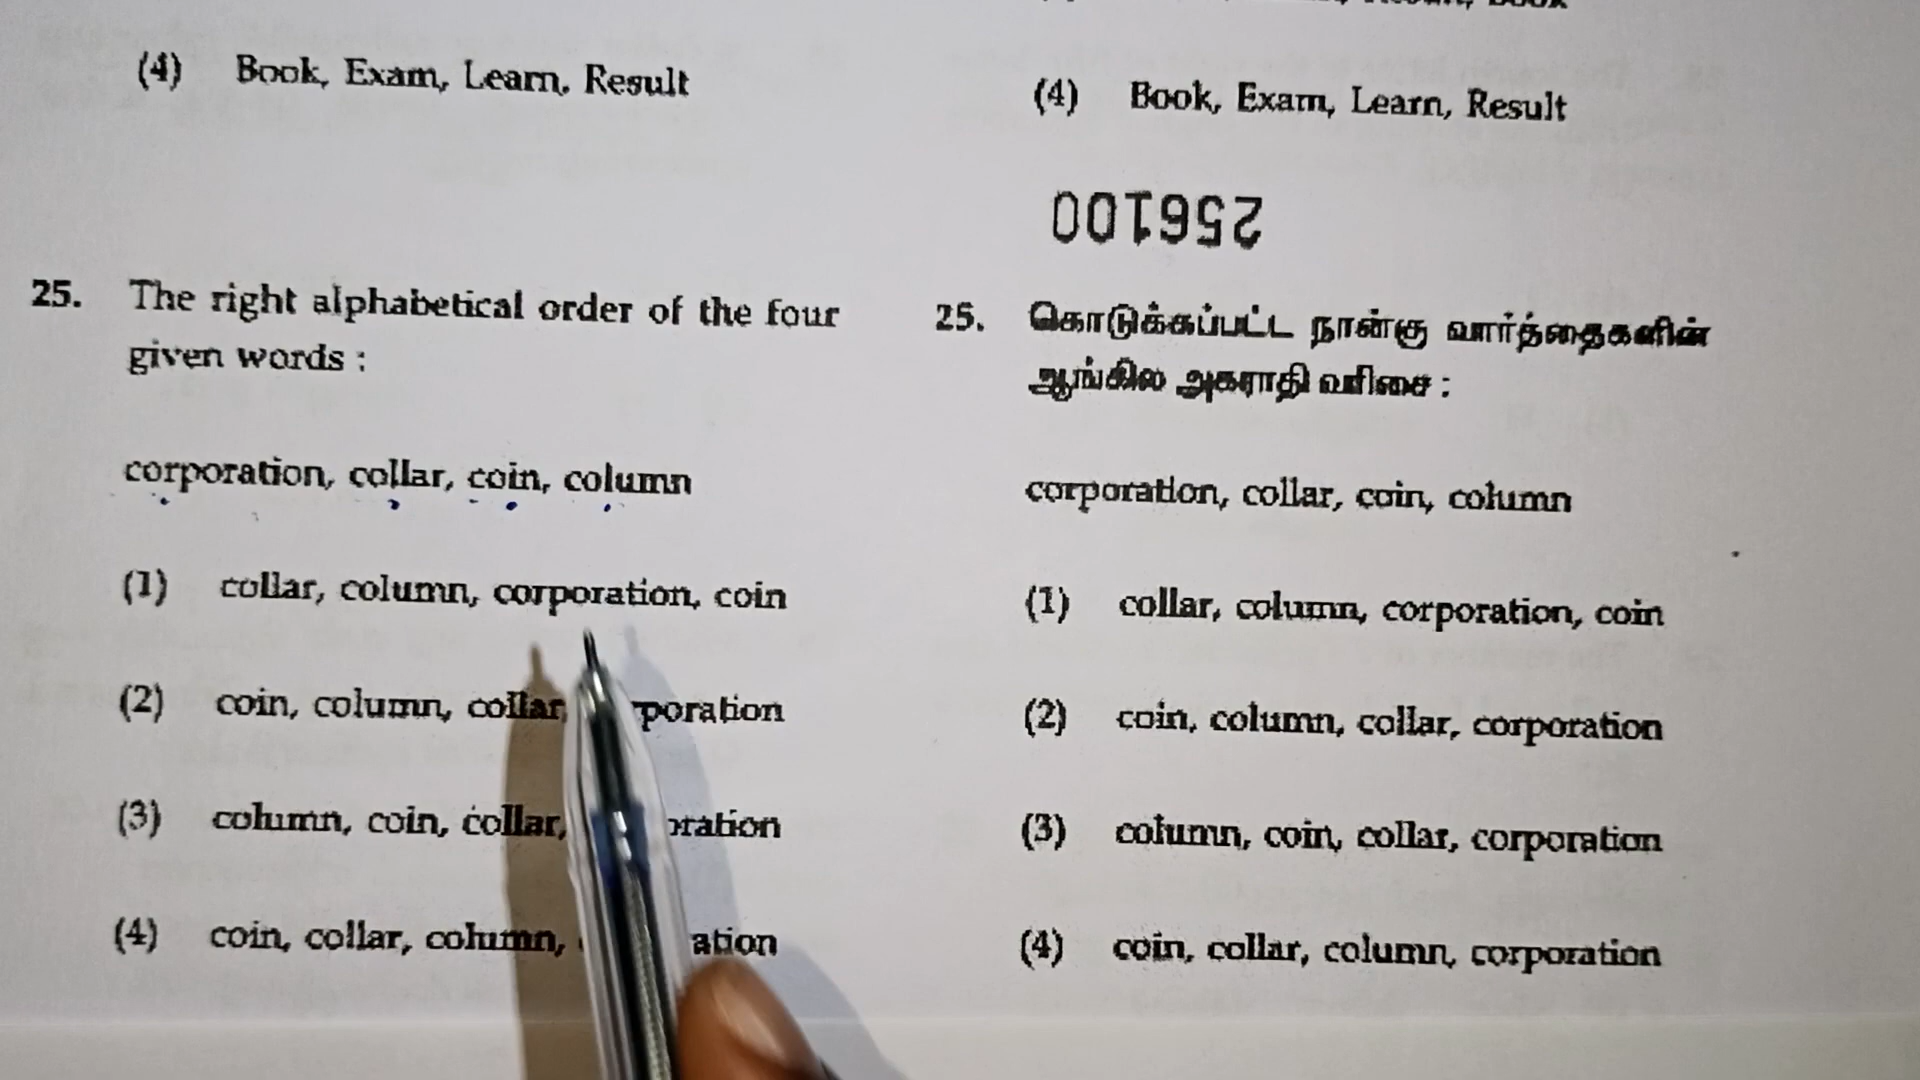 (4) Book, Exam, Learn, Result
25. The right alphabetical order of the four
given words :
corporation, collar, coin, column
(1) collar, column, corporation, coin
(2) coin, column, collar, poration
(3) column, coin, collar, oration
(4) coin, collar, column, ation
(4) Book, Exam, Learn, Result
256100
25. கொடுக்கப்பட்ட நான்கு வார்த்தைகளின்
ஆங்கில அகராதி வரிசை :
corporation, collar, coin, column
(1) collar, column, corporation, coin
(2) coin, column, collar, corporation
(3) column, coin, collar, corporation
(4) coin, collar, column, corporation